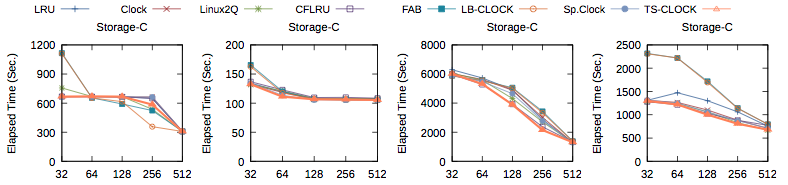 LRU Clock Linux2Q CFLRU FAB LB-CLOCK Sp.Clock TS-CLOCK
Storage-C Storage-C Storage-C Storage-C
Elapsed Time (Sec.)
1200
900
600
300
0
32 64 128 256 512
Elapsed Time (Sec.)
200
150
100
50
0
32 64 128 256 512
Elapsed Time (Sec.)
8000
6000
4000
2000
0
32 64 128 256 512
Elapsed Time (Sec.)
2500
2000
1500
1000
500
0
32 64 128 256 512